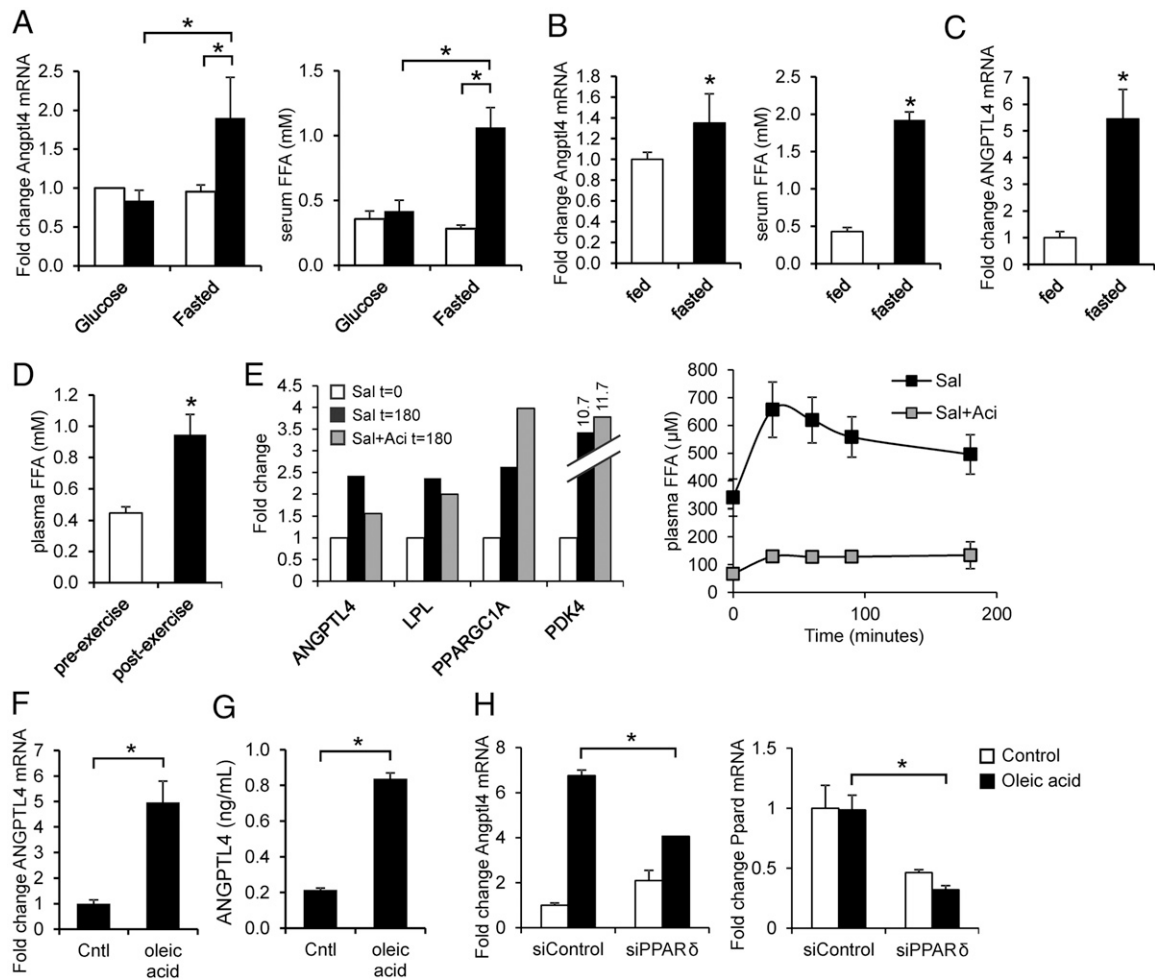 A
Fold change Angptl4 mRNA
2.5
2.0
1.5
1.0
0.5
0.0
*
*
Glucose
Fasted
serum FFA (mM)
1.5
1.0
0.5
0.0
*
*
Glucose
Fasted
B
Fold change Angptl4 mRNA
1.8
1.6
1.4
1.2
1.0
0.8
0.6
0.4
0.2
0.0
*
fed
fasted
serum FFA (mM)
2.5
2.0
1.5
1.0
0.5
0.0
*
fed
fasted
C
Fold change ANGPTL4 mRNA
7
6
5
4
3
2
1
0
*
fed
fasted
D
plasma FFA (mM)
1.2
1.0
0.8
0.6
0.4
0.2
0.0
*
pre-exercise
post-exercise
E
Fold change
4.5
4
3.5
3
2.5
2
1.5
1
0.5
0
Sal t=0
Sal t=180
Sal+Aci t=180
10.7
11.7
ANGPTL4
LPL
PPARGC1A
PDK4
plasma FFA (µM)
800
700
600
500
400
300
200
100
0
Sal
Sal+Aci
0
100
200
Time (minutes)
F
Fold change ANGPTL4 mRNA
7
6
5
4
3
2
1
0
*
Cntl
oleic
acid
G
ANGPTL4 (ng/mL)
1.0
0.8
0.6
0.4
0.2
0.0
*
Cntl
oleic
acid
H
Fold change Angptl4 mRNA
8
6
4
2
0
*
siControl
siPPARδ
Fold change Ppard mRNA
1.5
1
0.5
0
*
siControl
siPPARδ
Control
Oleic acid